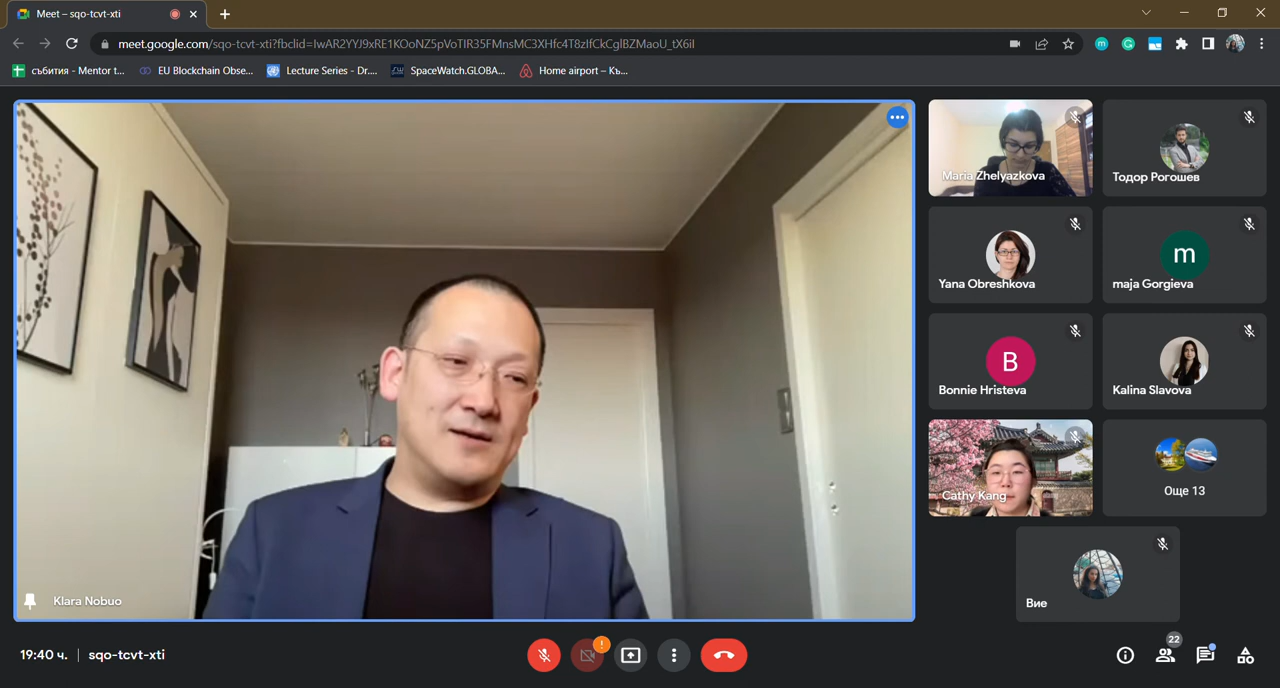 Meet – sqo-tcvt-xti
meet.google.com/sqo-tcvt-xti?fbclid=IwAR2YYJ9xRE1KOoNZ5pVoTIR35FMnsMC3XHfc4T8zIfCkCglBZMaoU_tX6iI
събития - Mentor t...
EU Blockchain Obse...
Lecture Series - Dr....
SpaceWatch.GLOBA...
Home airport – Къ...
Maria Zhelyazkova
Тодор Рогошев
Yana Obreshkova
m
maja Gorgieva
B
Bonnie Hristeva
Kalina Slavova
Cathy Kang
Още 13
Вие
Klara Nobuo
19:40 ч.
sqo-tcvt-xti
22